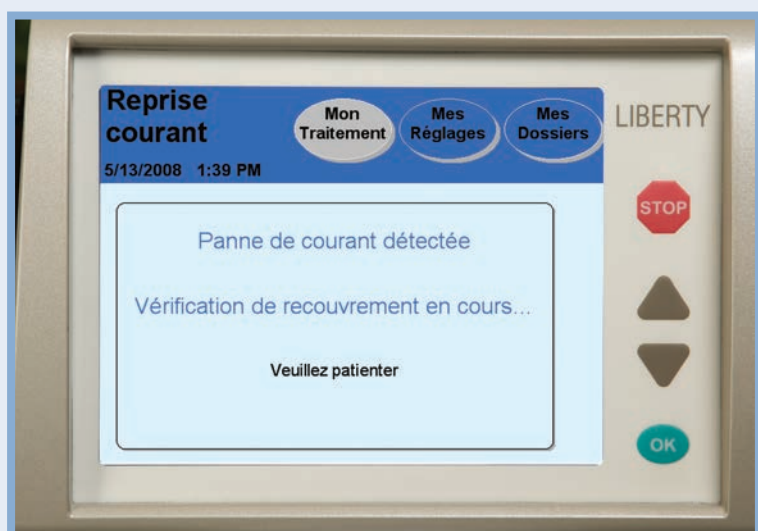 Reprise
courant
5/13/2008 1:39 PM
Mon
Traitement
Mes
Réglages
Mes
Dossiers
LIBERTY
Panne de courant détectée
Vérification de recouvrement en cours...
Veuillez patienter
STOP
OK